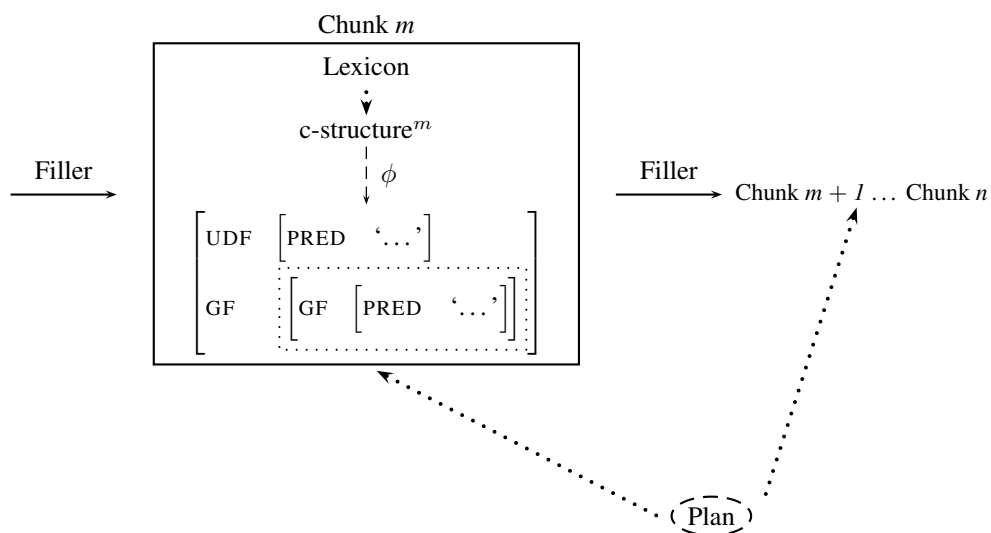 Chunk m
Lexicon
c-structure^m
Filler
ϕ
Filler
Chunk m + 1 … Chunk n
UDF [PRED ‘…’]
GF [GF [PRED ‘…’]]
Plan